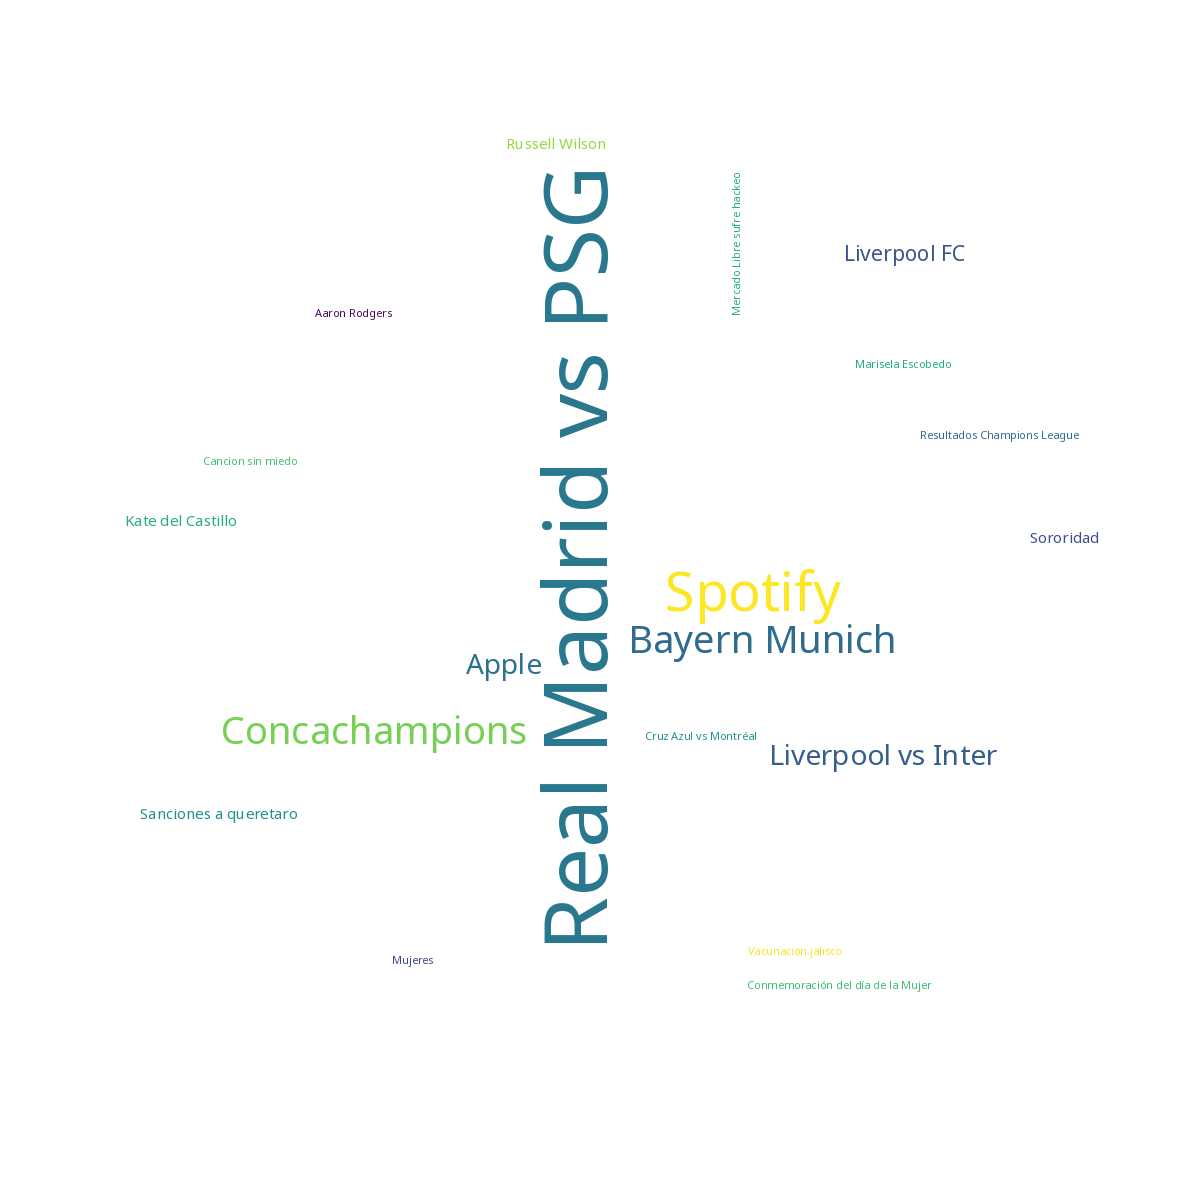 Russell Wilson
Real Madrid vs PSG
Mercado Libre sufre hackeo
Liverpool FC
Aaron Rodgers
Marisela Escobedo
Resultados Champions League
Cancion sin miedo
Kate del Castillo
Sororidad
Spotify
Bayern Munich
Apple
Concachampions
Cruz Azul vs Montréal
Liverpool vs Inter
Sanciones a queretaro
Vacunacion jalisco
Mujeres
Conmemoración del día de la Mujer